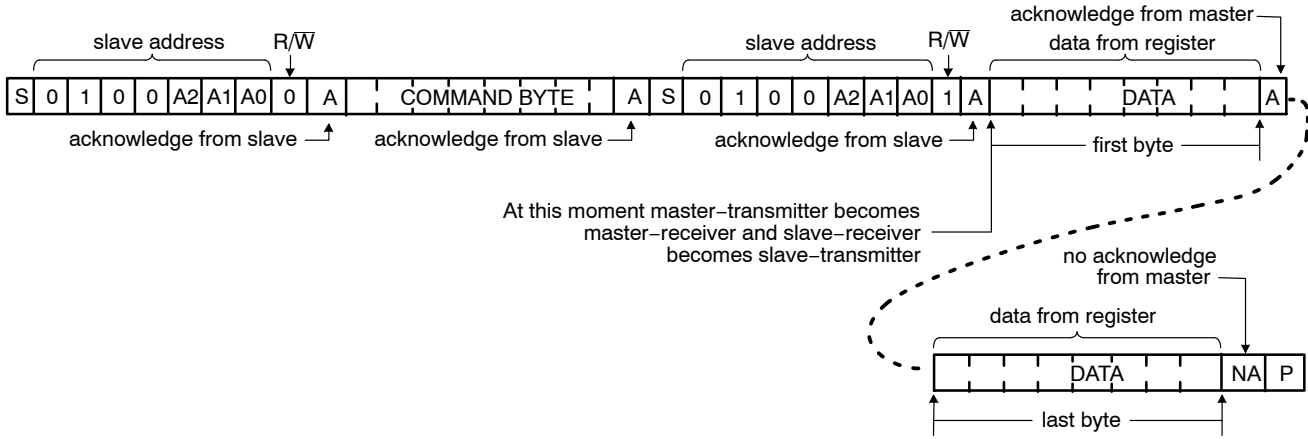 acknowledge from master
slave address R/W̅ slave address R/W̅ data from register
S 0 1 0 0 A2 A1 A0 0 A COMMAND BYTE A S 0 1 0 0 A2 A1 A0 1 A DATA A
acknowledge from slave acknowledge from slave acknowledge from slave first byte
At this moment master−transmitter becomes
master−receiver and slave−receiver
becomes slave−transmitter
no acknowledge
from master
data from register
DATA NA P
last byte